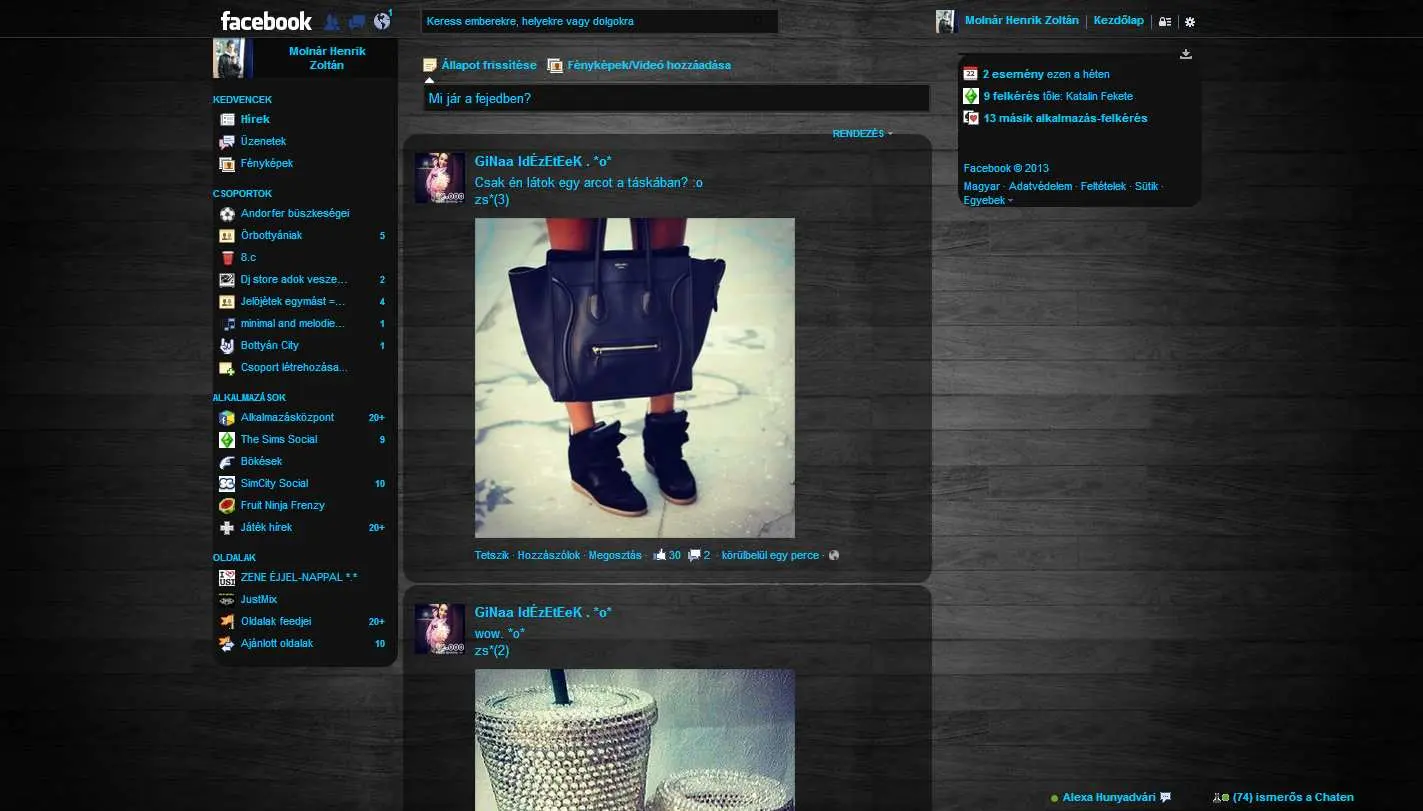 facebook
1
Keress emberekre, helyekre vagy dolgokra
Molnár Henrik Zoltán
Kezdőlap
Molnár Henrik
Zoltán
KEDVENCEK
Hírek
Üzenetek
Fényképek
CSOPORTOK
Andorfer büszkeségei
Őrbottyániak 5
8.c
Dj store adok vesze... 2
Jelöjétek egymást =... 4
minimal and melodie... 1
Bottyán City 1
Csoport létrehozása...
ALKALMAZÁSOK
Alkalmazásközpont 20+
The Sims Social 9
Bökések
SimCity Social 10
Fruit Ninja Frenzy
Játék hírek 20+
OLDALAK
ZENE ÉJJEL-NAPPAL *.*
JustMix
Oldalak feedjei 20+
Ajánlott oldalak 10
Állapot frissítése
Fényképek/Videó hozzáadása
Mi jár a fejedben?
RENDEZÉS
GiNaa IdÉzEtEeK . *o*
Csak én látok egy arcot a táskában? :o
zs*(3)
Tetszik · Hozzászólok · Megosztás · 30 2 · körülbelül egy perce ·
GiNaa IdÉzEtEeK . *o*
wow. *o*
zs*(2)
22
2 esemény ezen a héten
9 felkérés tőle: Katalin Fekete
13 másik alkalmazás-felkérés
Facebook © 2013
Magyar · Adatvédelem · Feltételek · Sütik ·
Egyebek
Alexa Hunyadvári
(74) ismerős a Chaten